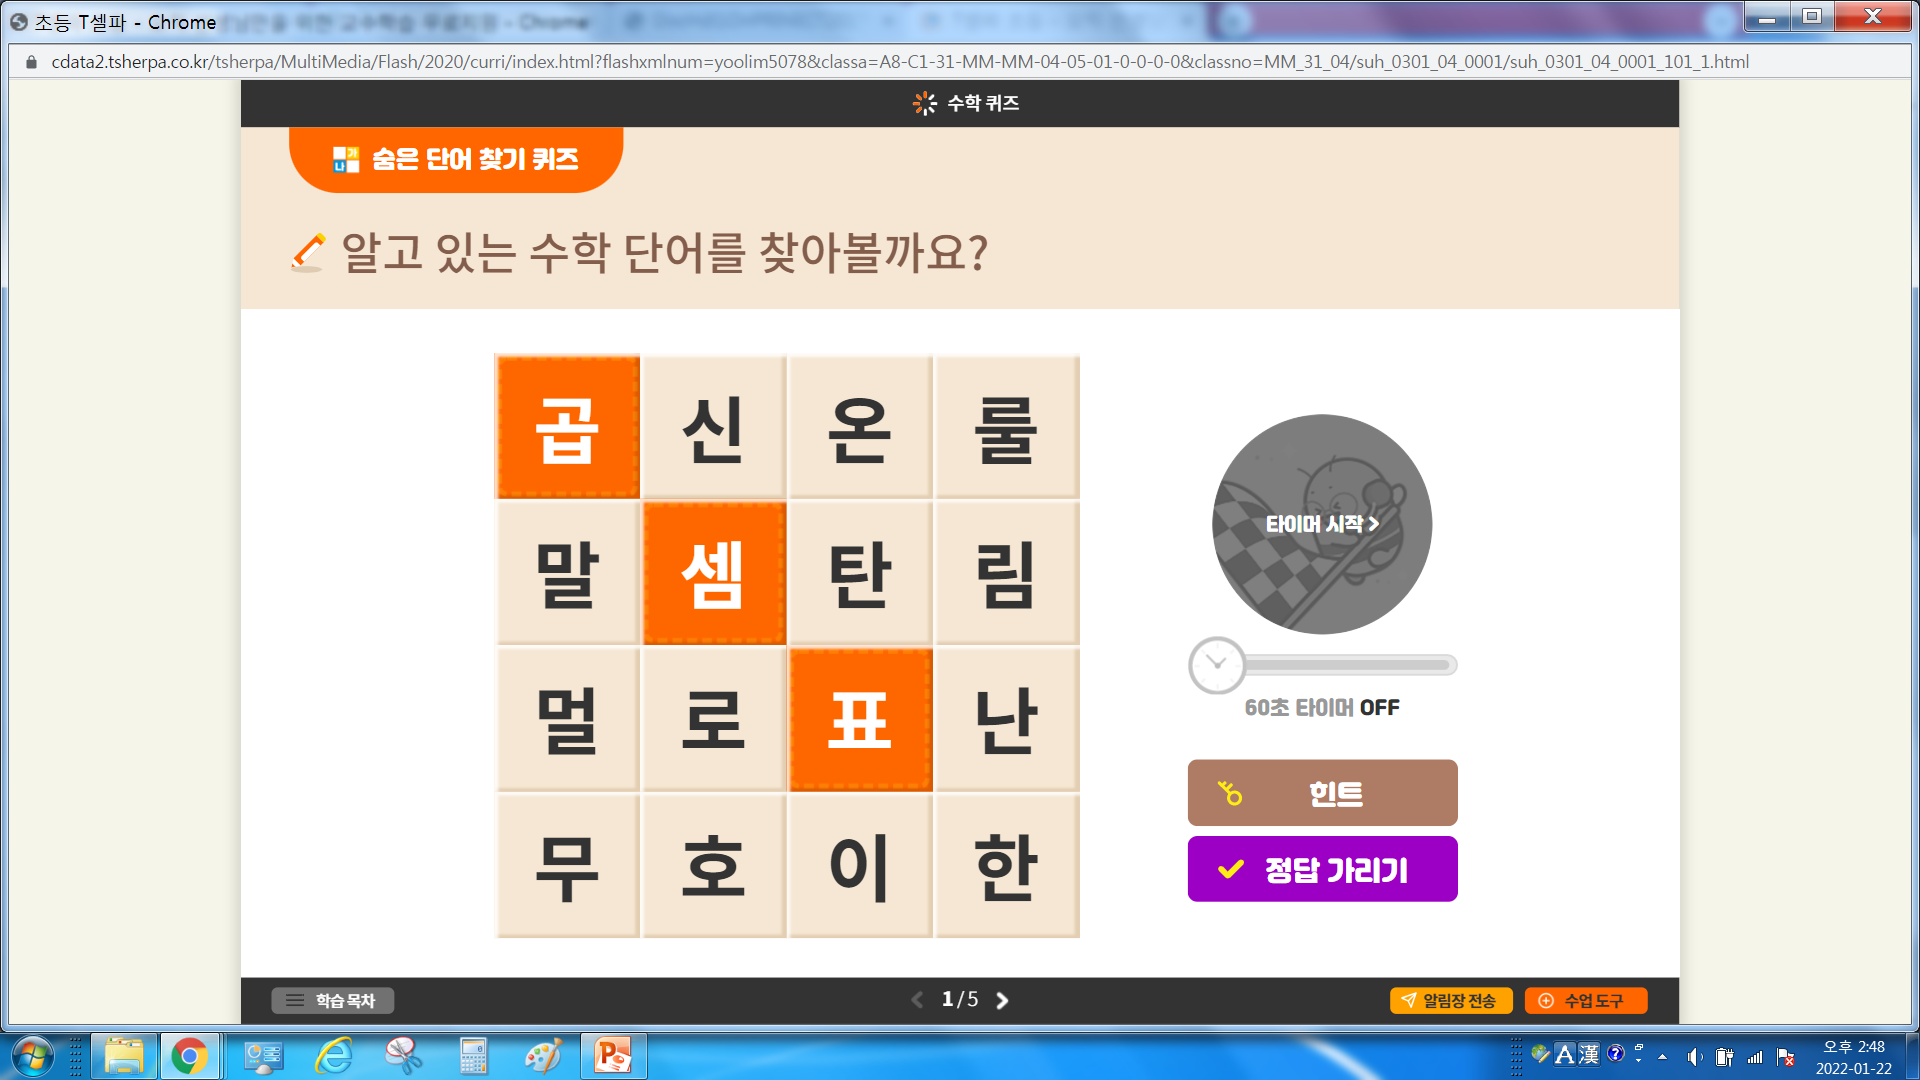 초등 T셀파 - Chrome
cdata2.tsherpa.co.kr/tsherpa/MultiMedia/Flash/2020/curri/index.html?flashxmlnum=yoolim5078&classa=A8-C1-31-MM-MM-04-05-01-0-0-0-0&classno=MM_31_04/suh_0301_04_0001/suh_0301_04_0001_101_1.html
수학 퀴즈
가
나
숨은 단어 찾기 퀴즈
알고 있는 수학 단어를 찾아볼까요?
곱 신 온 룰
말 셈 탄 림
멀 로 표 난
무 호 이 한
타이머 시작 >
60초 타이머 OFF
힌트
정답 가리기
학습 목차
1/5
알림장 전송
수업 도구
A 漢
오후 2:48
2022-01-22